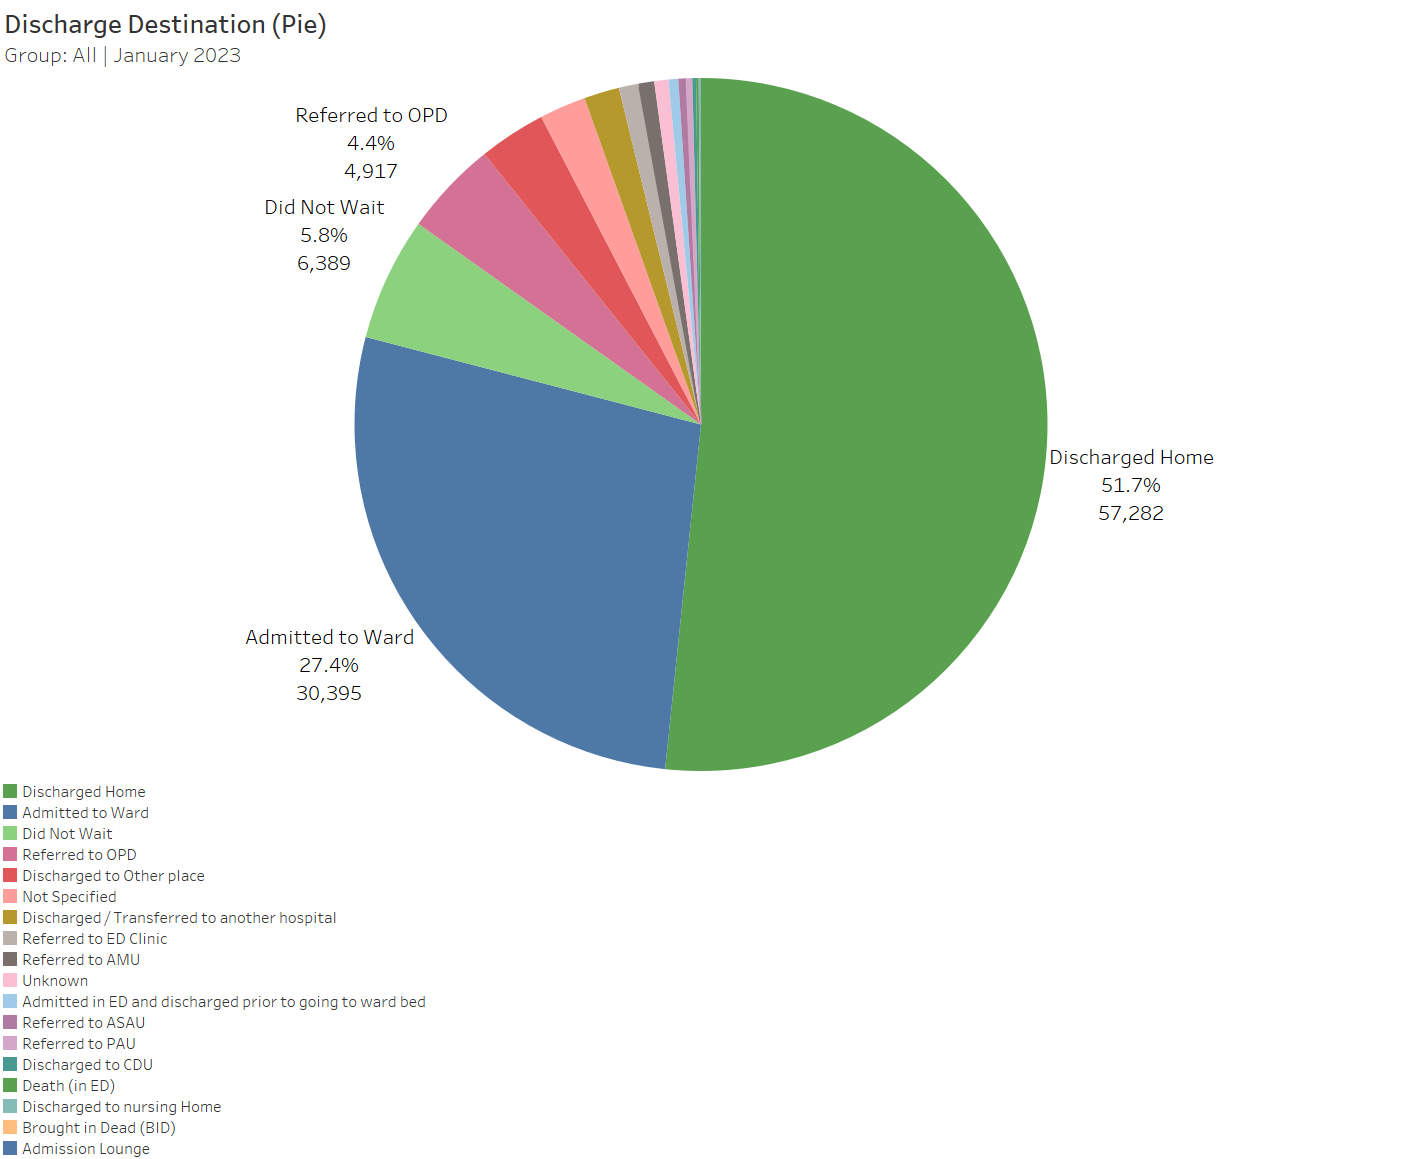 Discharge Destination (Pie)
Group: All | January 2023
Referred to OPD
4.4%
4,917
Did Not Wait
5.8%
6,389
Discharged Home
51.7%
57,282
Admitted to Ward
27.4%
30,395
Discharged Home
Admitted to Ward
Did Not Wait
Referred to OPD
Discharged to Other place
Not Specified
Discharged / Transferred to another hospital
Referred to ED Clinic
Referred to AMU
Unknown
Admitted in ED and discharged prior to going to ward bed
Referred to ASAU
Referred to PAU
Discharged to CDU
Death (in ED)
Discharged to nursing Home
Brought in Dead (BID)
Admission Lounge